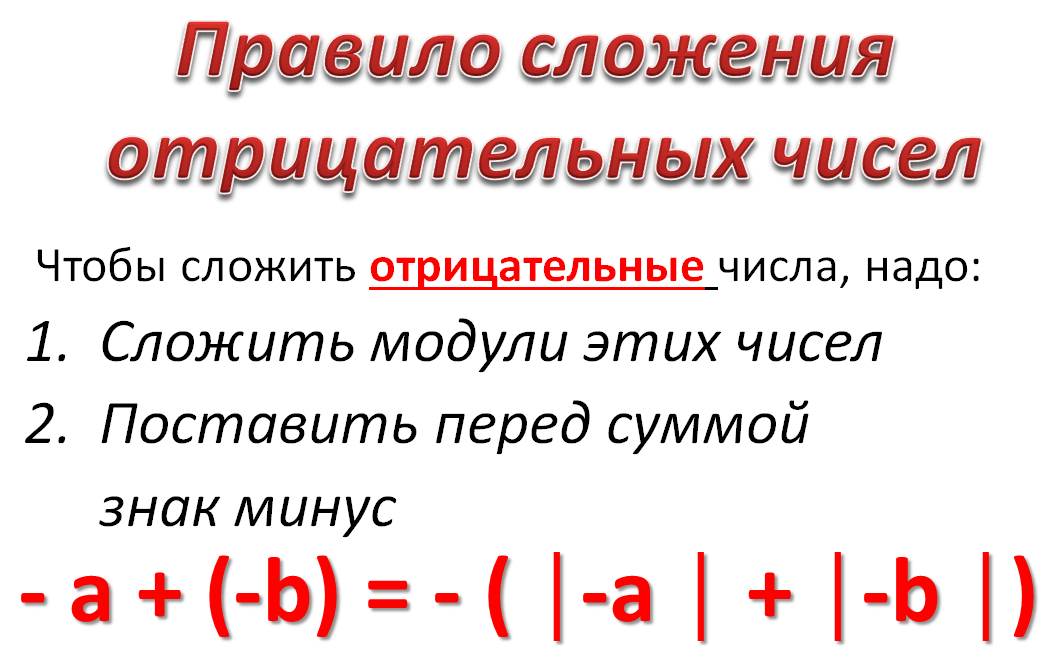 Правило сложения
отрицательных чисел
Чтобы сложить отрицательные числа, надо:
1. Сложить модули этих чисел
2. Поставить перед суммой
знак минус
- a + (-b) = - ( |-a | + |-b |)